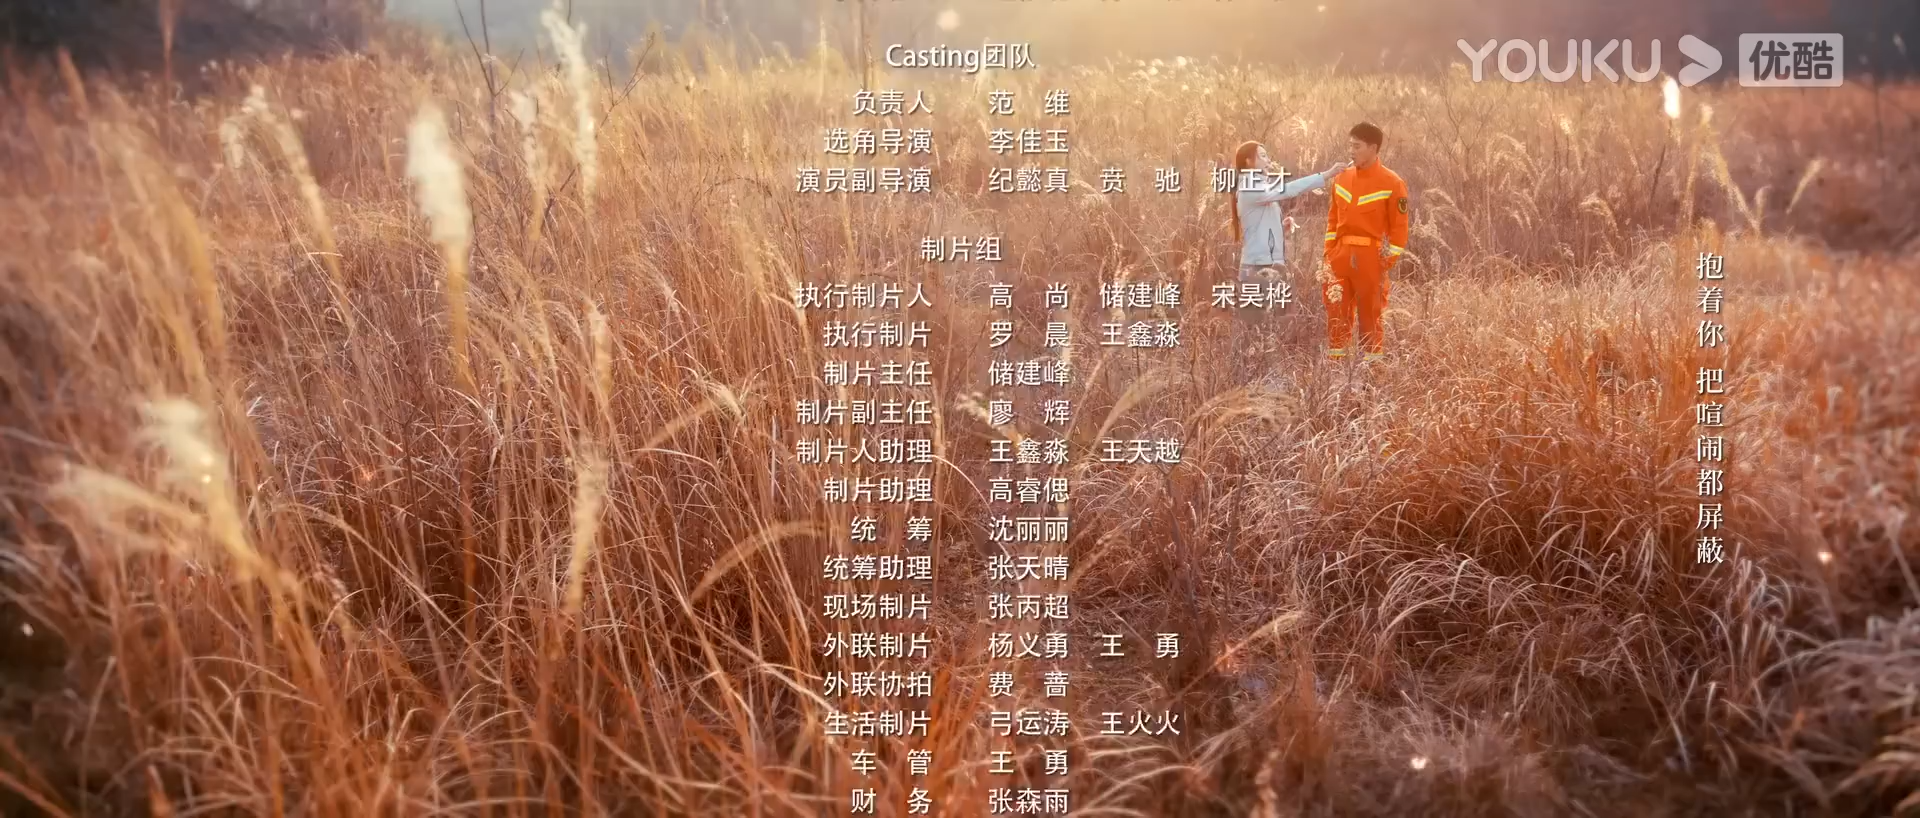 YOUKU 优酷
Casting团队
负责人 范 维
选角导演 李佳玉
演员副导演 纪懿真 贲 驰 柳正才
制片组
执行制片人 高 尚 储建峰 宋昊桦
执行制片 罗 晨 王鑫淼
制片主任 储建峰
制片副主任 廖 辉
制片人助理 王鑫淼 王天越
制片助理 高睿偲
统 筹 沈丽丽
统筹助理 张天晴
现场制片 张丙超
外联制片 杨义勇 王 勇
外联协拍 费 蔷
生活制片 弓运涛 王火火
车 管 王 勇
财 务 张森雨
抱着你 把喧闹都屏蔽